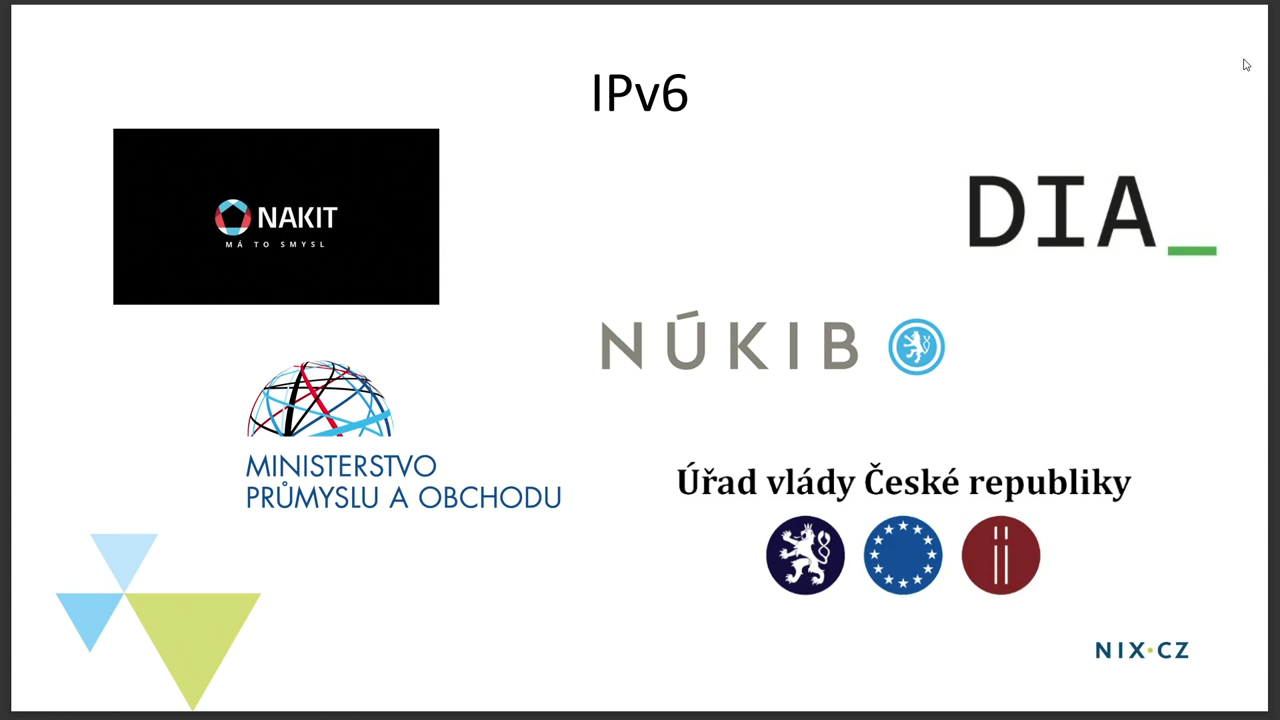 IPv6
NAKIT
MÁ TO SMYSL
DIA_
NÚKIB
MINISTERSTVO
PRŮMYSLU A OBCHODU
Úřad vlády České republiky
NIX•CZ